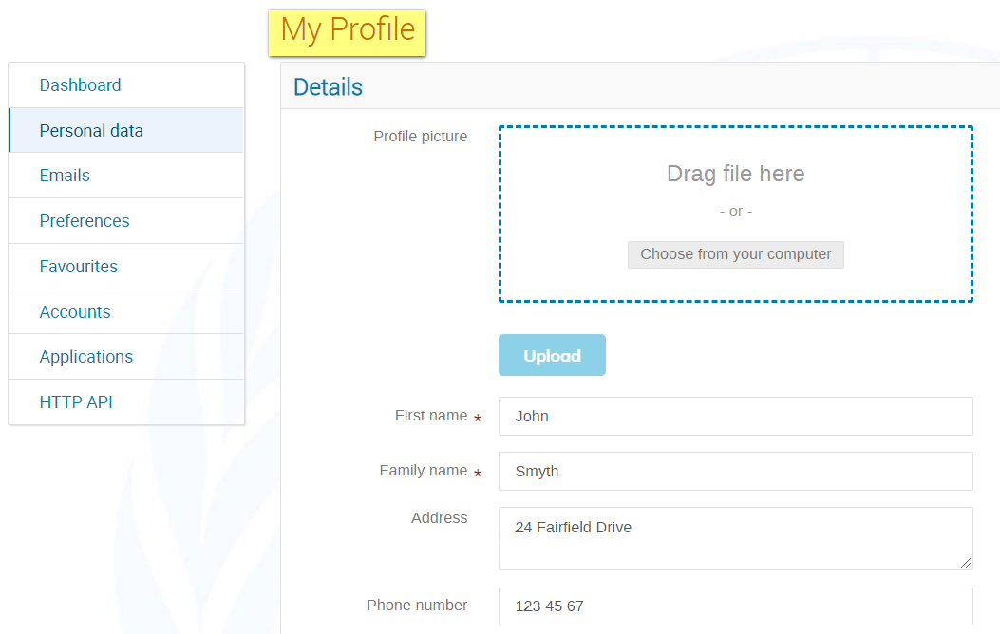 My Profile
Dashboard
Personal data
Emails
Preferences
Favourites
Accounts
Applications
HTTP API
Details
Profile picture
Drag file here
- or -
Choose from your computer
Upload
First name *
John
Family name *
Smyth
Address
24 Fairfield Drive
Phone number
123 45 67